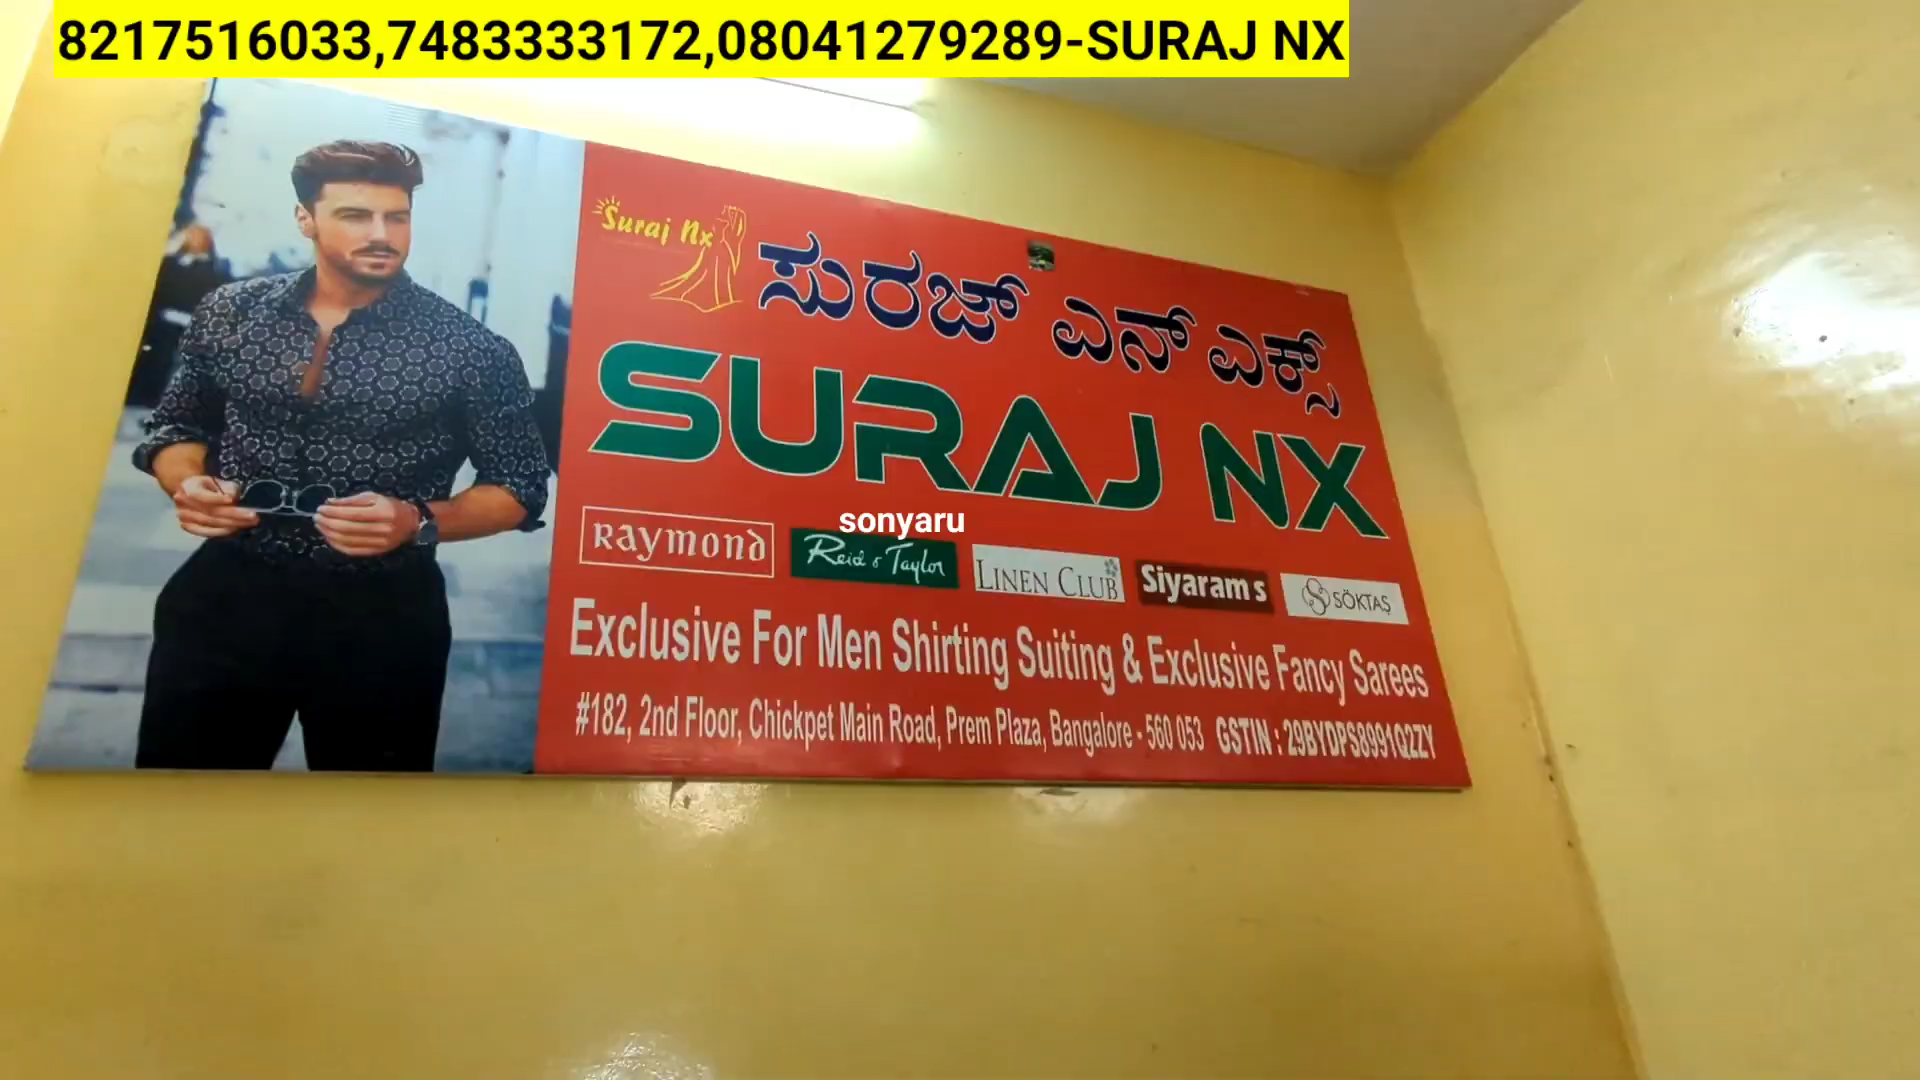 8217516033,7483333172,08041279289-SURAJ NX
Suraj Nx
ಸುರಜ್ ಎನ್ ಎಕ್ಸ್
SURAJ NX
sonyaru
Raymond Reid & Taylor LINEN CLUB Siyaram s SÖKTAŞ
Exclusive For Men Shirting Suiting & Exclusive Fancy Sarees
#182, 2nd Floor, Chickpet Main Road, Prem Plaza, Bangalore - 560 053 GSTIN : 29BYDPS8991Q2ZY